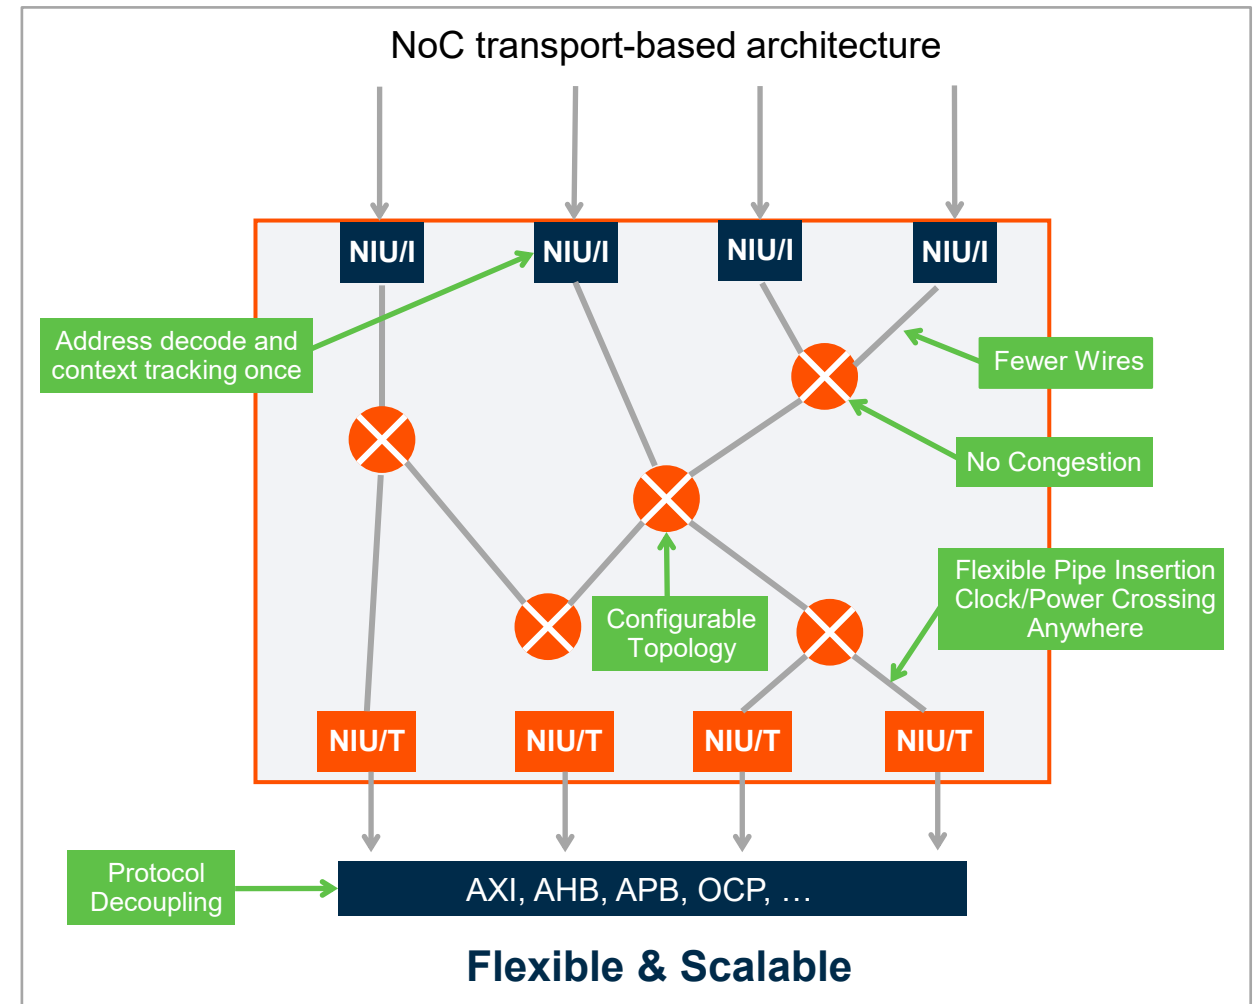 NoC transport-based architecture
NIU/I
NIU/I
NIU/I
NIU/I
Address decode and
context tracking once
Fewer Wires
No Congestion
Flexible Pipe Insertion
Clock/Power Crossing
Anywhere
Configurable
Topology
NIU/T
NIU/T
NIU/T
NIU/T
Protocol
Decoupling
AXI, AHB, APB, OCP, …
Flexible & Scalable